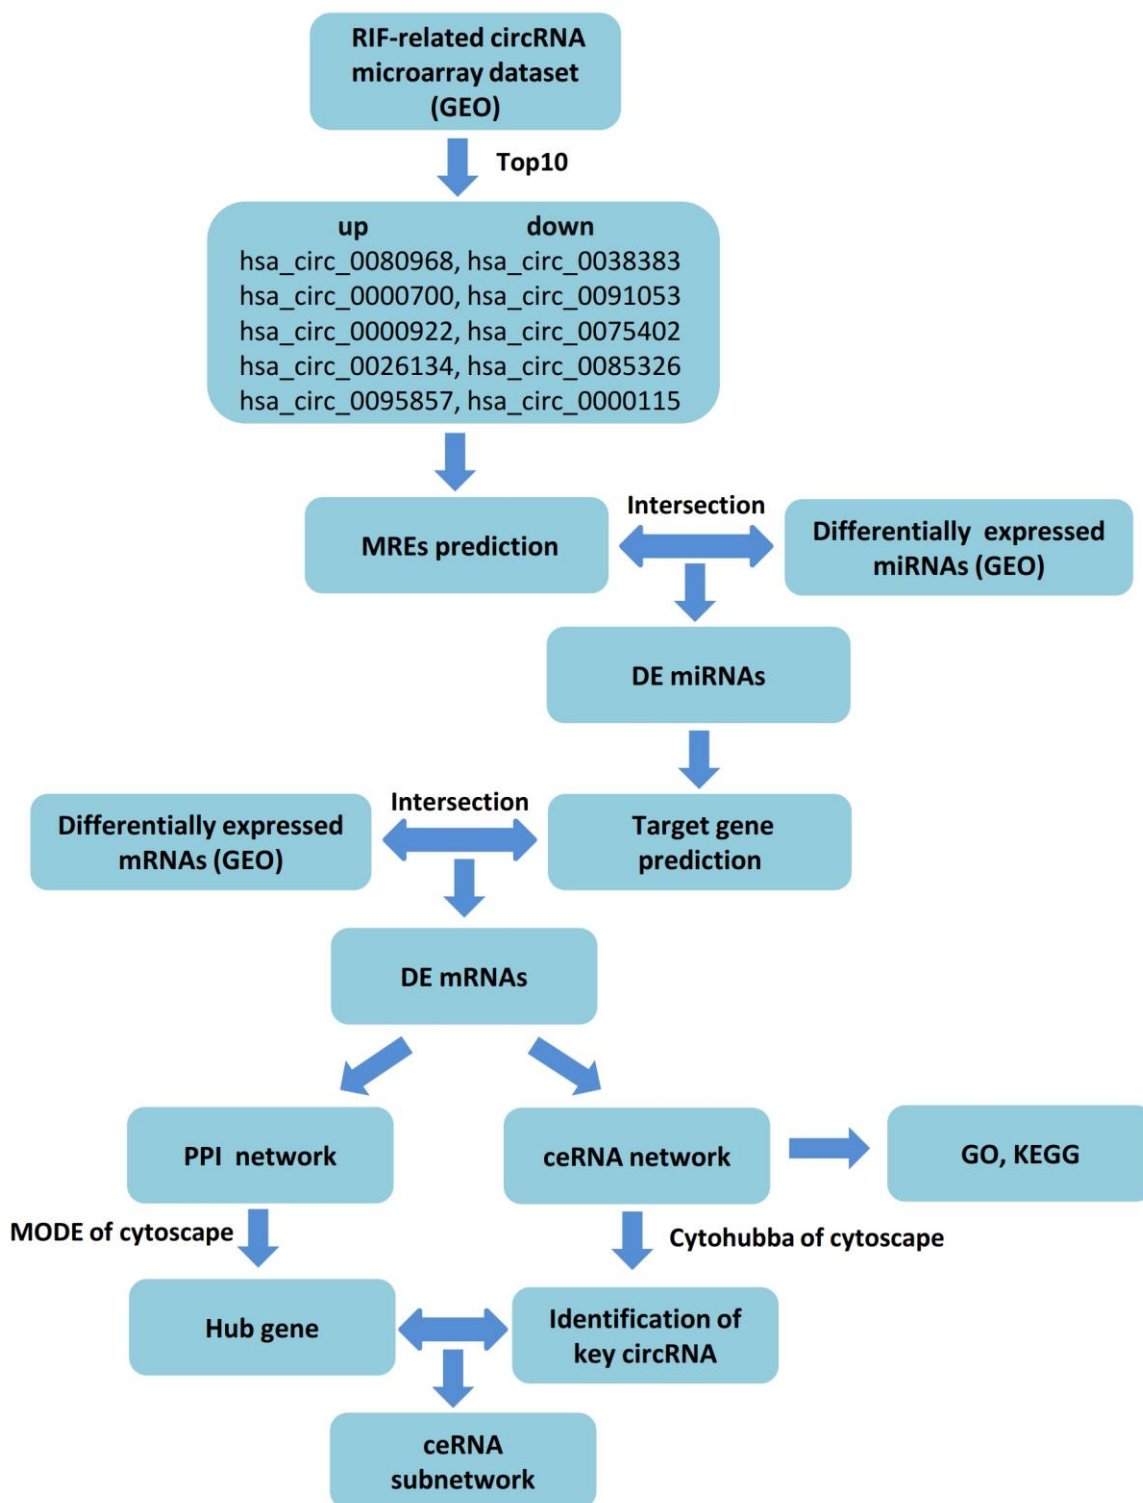 RIF-related circRNA
microarray dataset
(GEO)
Top10
up down
hsa_circ_0080968, hsa_circ_0038383
hsa_circ_0000700, hsa_circ_0091053
hsa_circ_0000922, hsa_circ_0075402
hsa_circ_0026134, hsa_circ_0085326
hsa_circ_0095857, hsa_circ_0000115
MREs prediction
Intersection
Differentially expressed
miRNAs (GEO)
DE miRNAs
Differentially expressed
mRNAs (GEO)
Intersection
Target gene
prediction
DE mRNAs
PPI network
ceRNA network
GO, KEGG
MODE of cytoscape
Cytohubba of cytoscape
Hub gene
Identification of
key circRNA
ceRNA
subnetwork